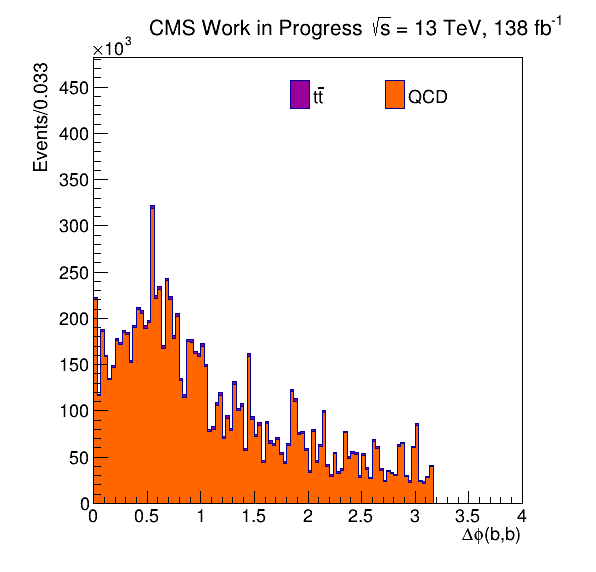 CMS Work in Progress √s = 13 TeV, 138 fb⁻¹
×10³
Events/0.033
tt̄
QCD
450
400
350
300
250
200
150
100
50
0
0 0.5 1 1.5 2 2.5 3 3.5 4
Δϕ(b,b)